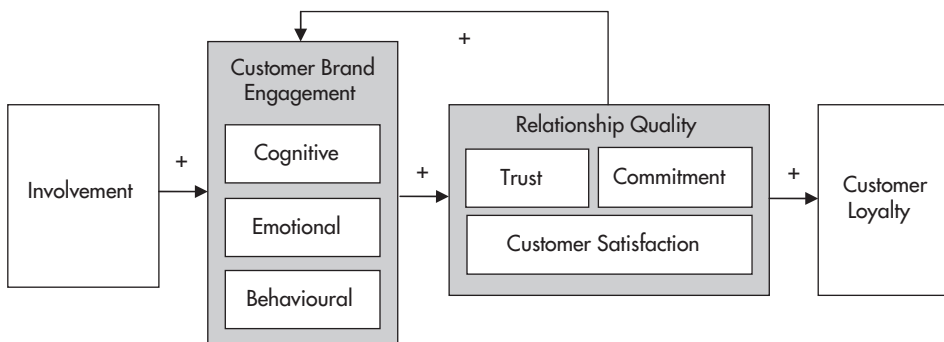 +
Customer Brand
Engagement
Cognitive
Emotional
Behavioural
Involvement
+
+
Relationship Quality
Trust
Commitment
Customer Satisfaction
+
Customer
Loyalty